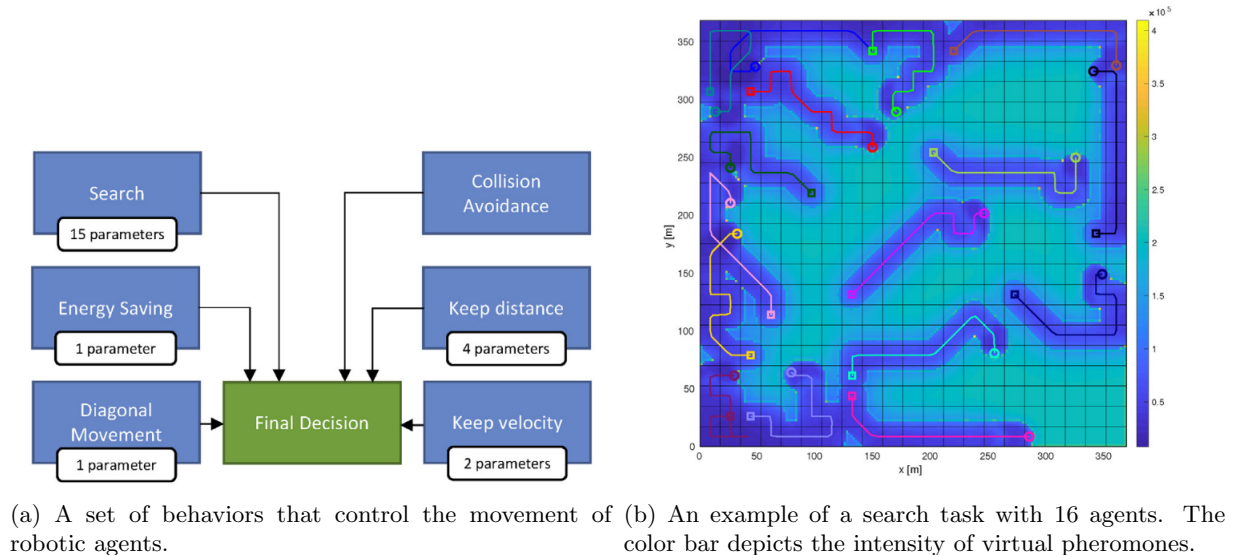 Search
15 parameters
Collision
Avoidance
Energy Saving
1 parameter
Keep distance
4 parameters
Diagonal
Movement
1 parameter
Final Decision
Keep velocity
2 parameters
(a) A set of behaviors that control the movement of
robotic agents.
× 10⁵
350
300
250
200
150
100
50
0
y [m]
0 50 100 150 200 250 300 350
x [m]
4
3.5
3
2.5
2
1.5
1
0.5
(b) An example of a search task with 16 agents. The
color bar depicts the intensity of virtual pheromones.